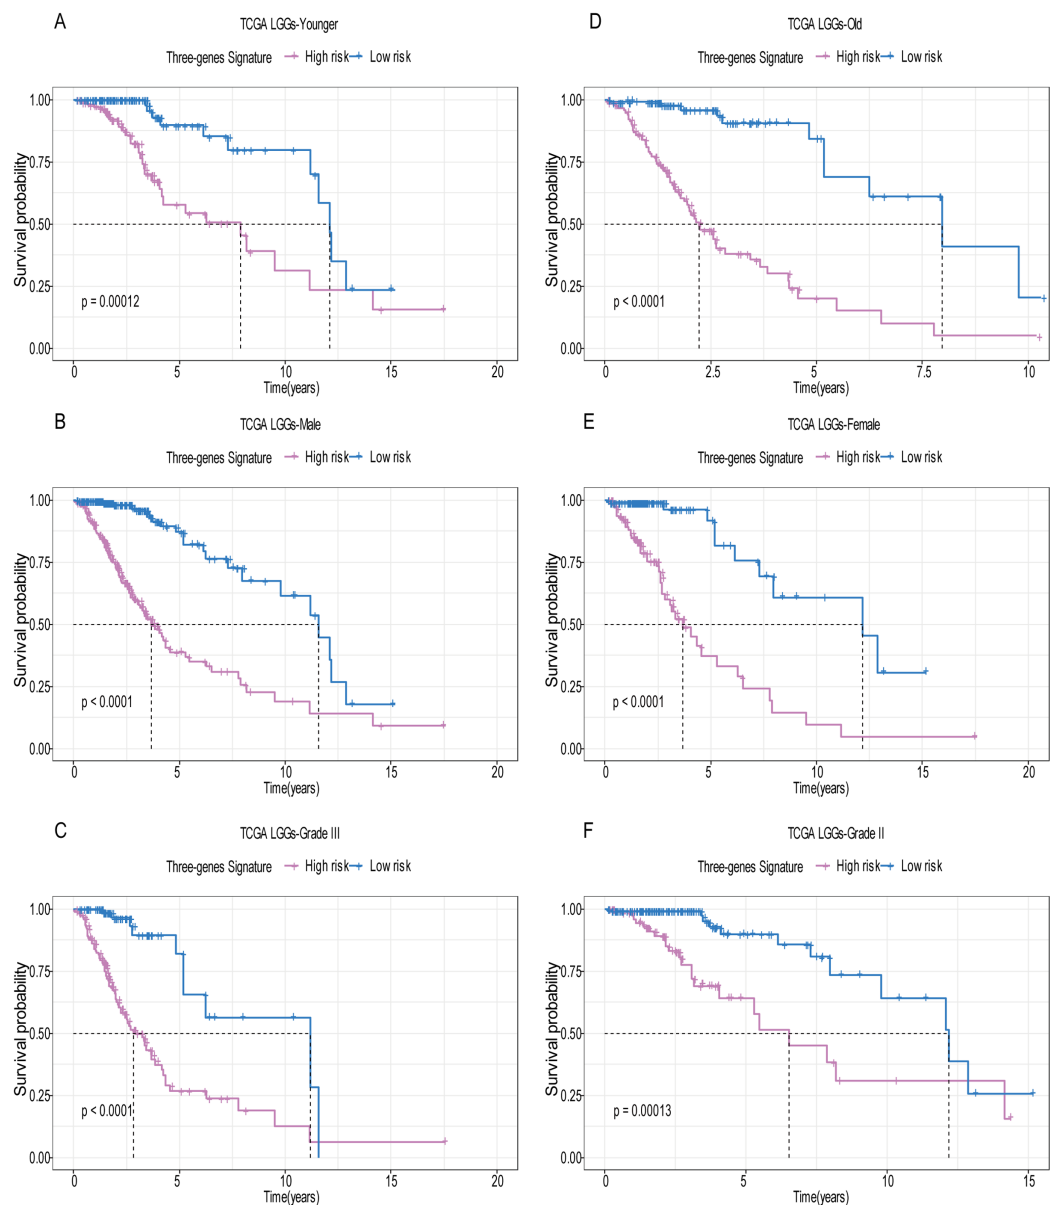 A
TCGA LGGs-Younger
Three-genes Signature High risk Low risk
1.00
0.75
0.50
0.25
0.00
Survival probability
p = 0.00012
0 5 10 15 20
Time(years)
D
TCGA LGGs-Old
Three-genes Signature High risk Low risk
1.00
0.75
0.50
0.25
0.00
Survival probability
p < 0.0001
0 2.5 5 7.5 10
Time(years)
B
TCGA LGGs-Male
Three-genes Signature High risk Low risk
1.00
0.75
0.50
0.25
0.00
Survival probability
p < 0.0001
0 5 10 15 20
Time(years)
E
TCGA LGGs-Female
Three-genes Signature High risk Low risk
1.00
0.75
0.50
0.25
0.00
Survival probability
p < 0.0001
0 5 10 15 20
Time(years)
C
TCGA LGGs-Grade III
Three-genes Signature High risk Low risk
1.00
0.75
0.50
0.25
0.00
Survival probability
p < 0.0001
0 5 10 15 20
Time(years)
F
TCGA LGGs-Grade II
Three-genes Signature High risk Low risk
1.00
0.75
0.50
0.25
0.00
Survival probability
p = 0.00013
0 5 10 15
Time(years)